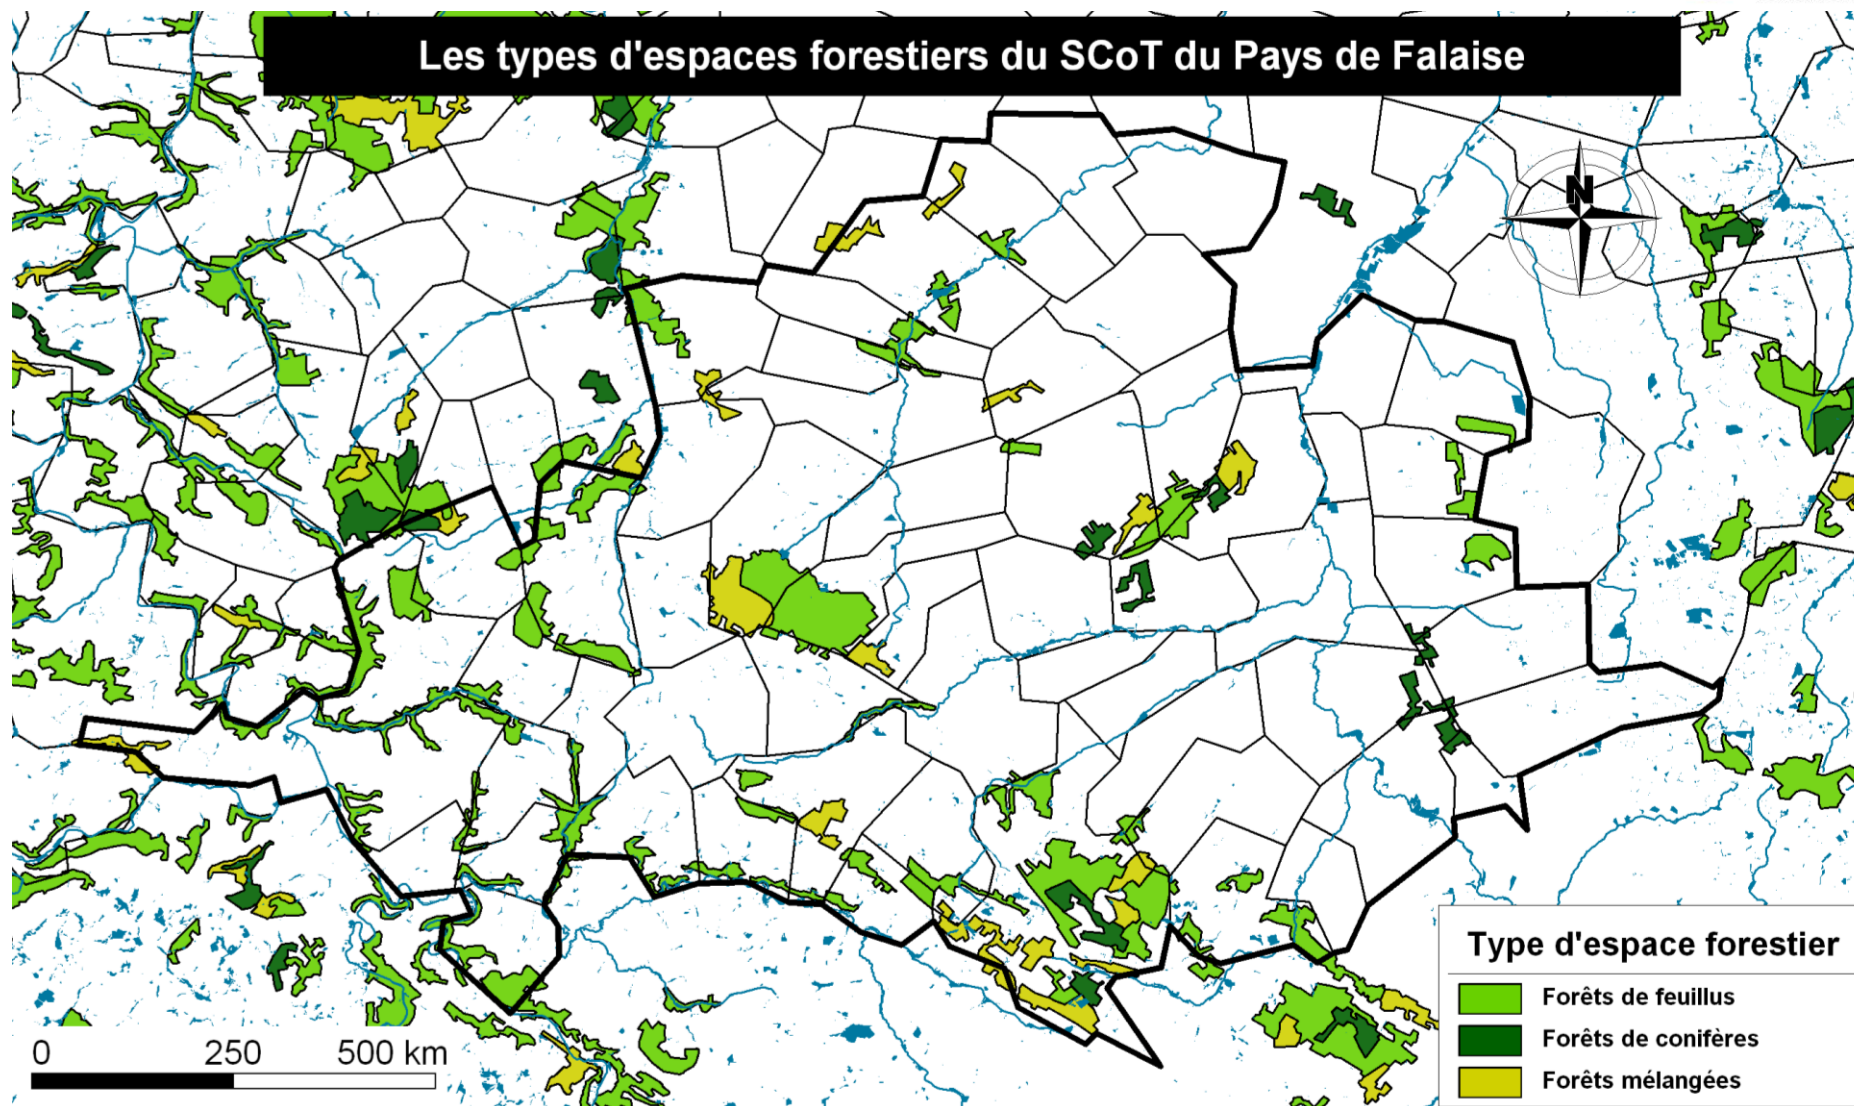 Les types d'espaces forestiers du SCoT du Pays de Falaise
N
Type d'espace forestier
Forêts de feuillus
Forêts de conifères
Forêts mélangées
0 250 500 km